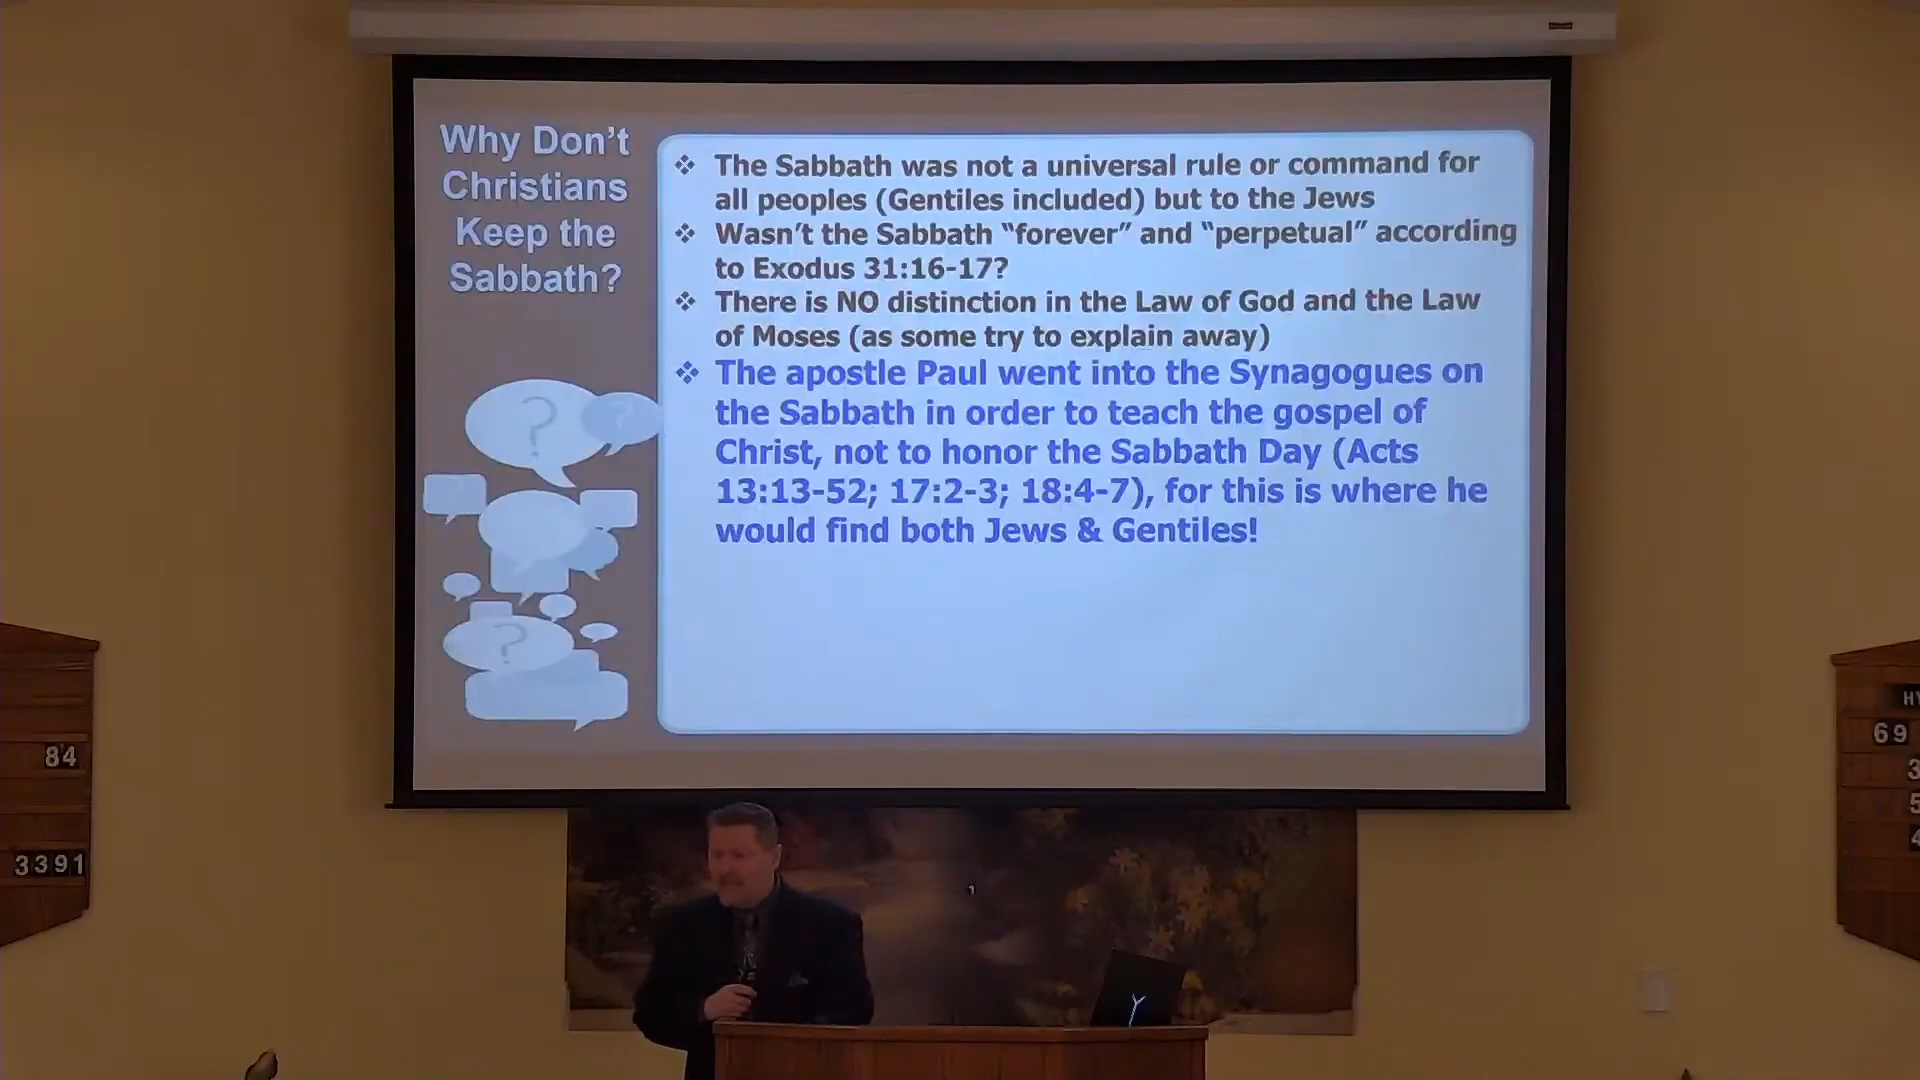 Why Don't
Christians
Keep the
Sabbath?
❖ The Sabbath was not a universal rule or command for
all peoples (Gentiles included) but to the Jews
❖ Wasn't the Sabbath “forever” and “perpetual” according
to Exodus 31:16-17?
❖ There is NO distinction in the Law of God and the Law
of Moses (as some try to explain away)
❖ The apostle Paul went into the Synagogues on
the Sabbath in order to teach the gospel of
Christ, not to honor the Sabbath Day (Acts
13:13-52; 17:2-3; 18:4-7), for this is where he
would find both Jews & Gentiles!
?
?
?
84
3391
HY
69
3
5
4